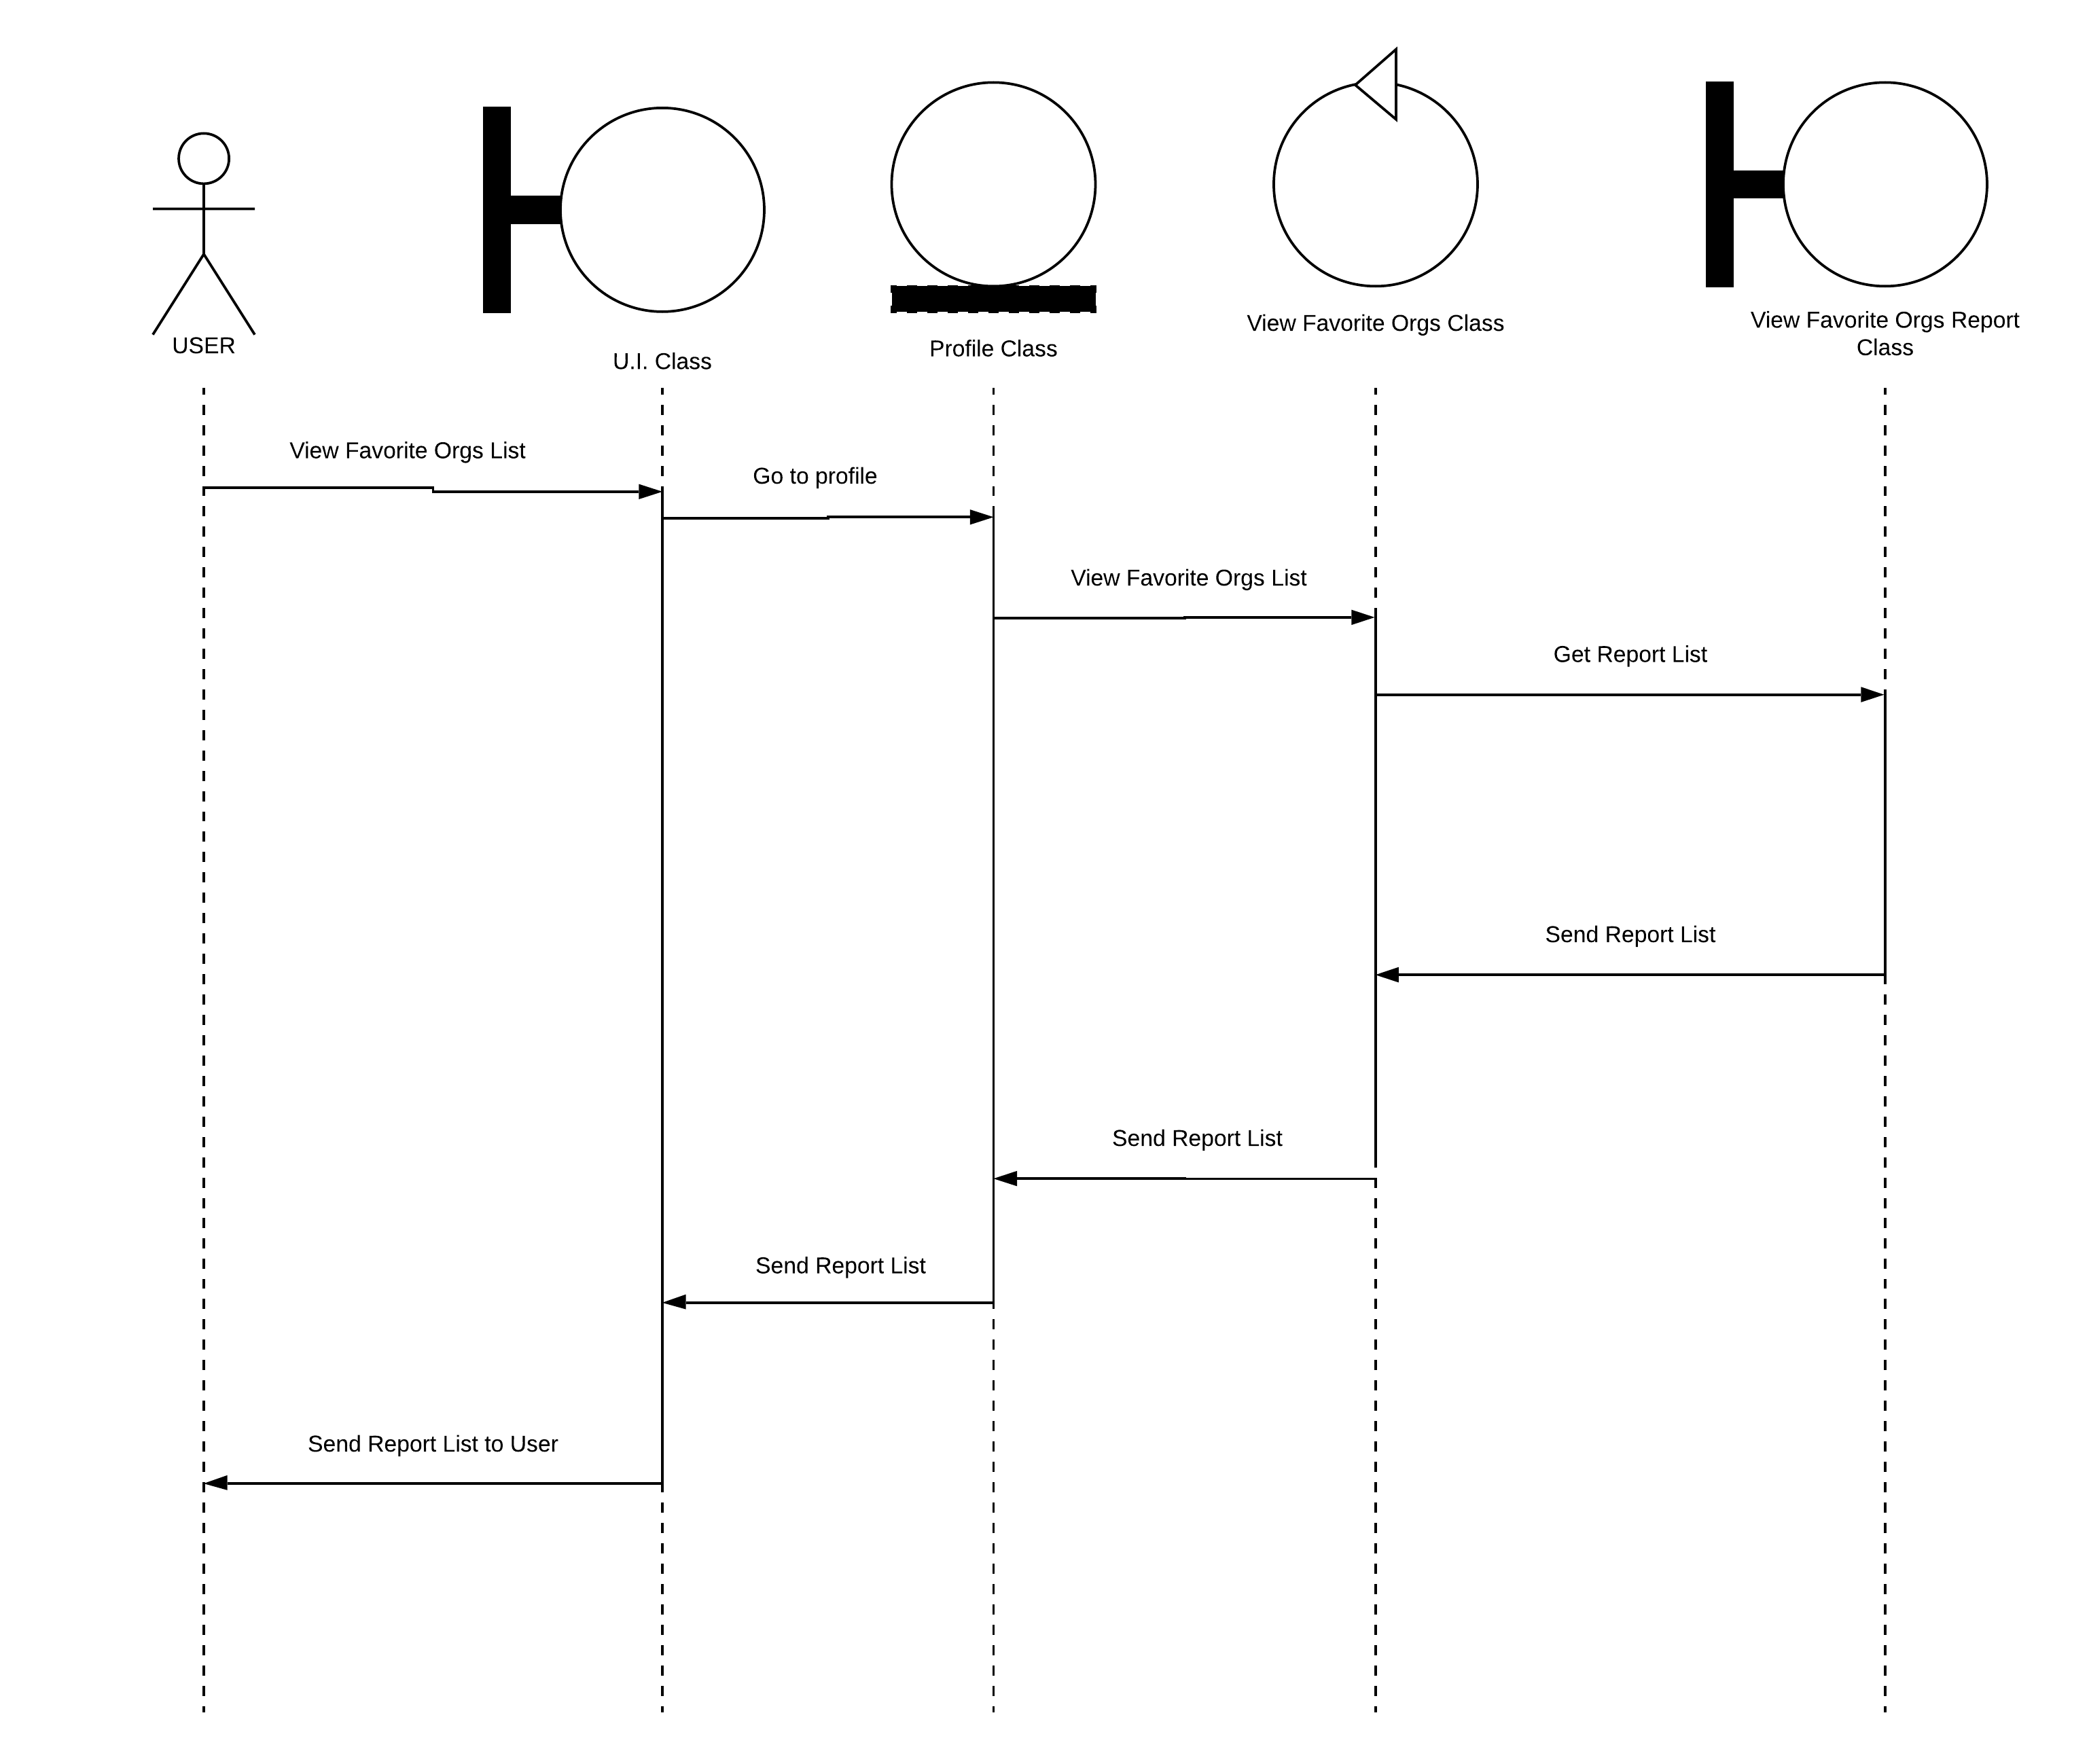 USER
U.I. Class
Profile Class
View Favorite Orgs Class
View Favorite Orgs Report
Class
View Favorite Orgs List
Go to profile
View Favorite Orgs List
Get Report List
Send Report List
Send Report List
Send Report List
Send Report List to User